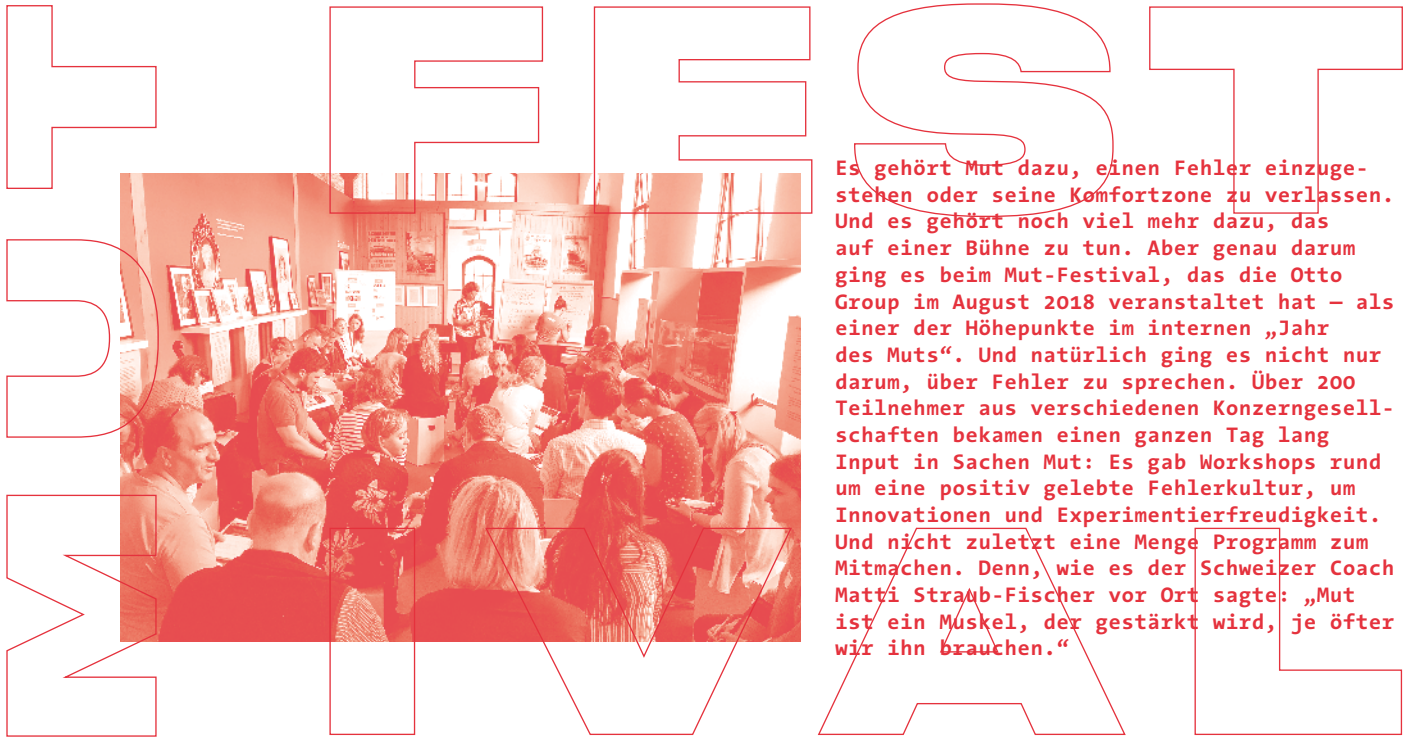 MUT
FEST
IVAL
Es gehört Mut dazu, einen Fehler einzuge-
stehen oder seine Komfortzone zu verlassen.
Und es gehört noch viel mehr dazu, das
auf einer Bühne zu tun. Aber genau darum
ging es beim Mut-Festival, das die Otto
Group im August 2018 veranstaltet hat – als
einer der Höhepunkte im internen „Jahr
des Muts“. Und natürlich ging es nicht nur
darum, über Fehler zu sprechen. Über 200
Teilnehmer aus verschiedenen Konzerngesell-
schaften bekamen einen ganzen Tag lang
Input in Sachen Mut: Es gab Workshops rund
um eine positiv gelebte Fehlerkultur, um
Innovationen und Experimentierfreudigkeit.
Und nicht zuletzt eine Menge Programm zum
Mitmachen. Denn, wie es der Schweizer Coach
Matti Straub-Fischer vor Ort sagte: „Mut
ist ein Muskel, der gestärkt wird, je öfter
wir ihn brauchen.“